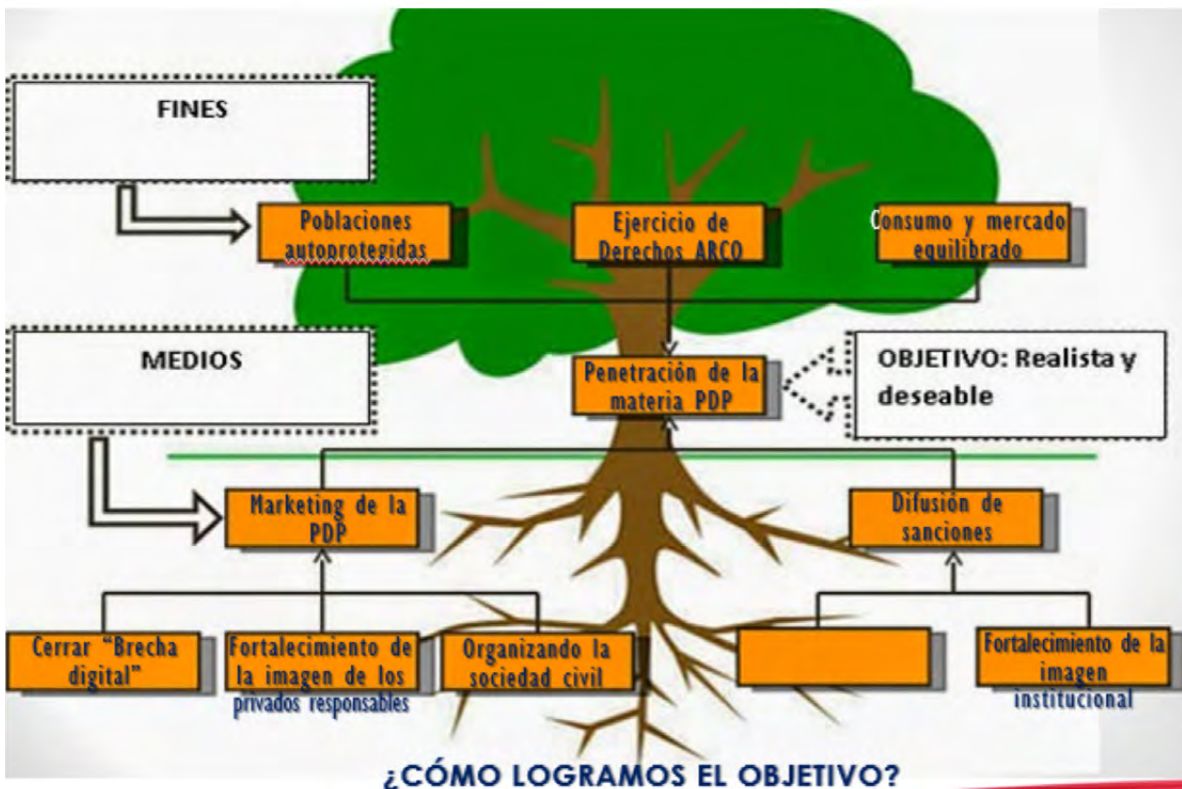 FINES
Poblaciones
autoprotegidas
Ejercicio de
Derechos ARCO
Consumo y mercado
equilibrado
MEDIOS
Penetración de la
materia PDP
OBJETIVO: Realista y
deseable
Marketing de la
PDP
Difusión de
sanciones
Cerrar “Brecha
digital”
Fortalecimiento de
la imagen de los
privados responsables
Organizando la
sociedad civil
Fortalecimiento de la
imagen
institucional
¿CÓMO LOGRAMOS EL OBJETIVO?